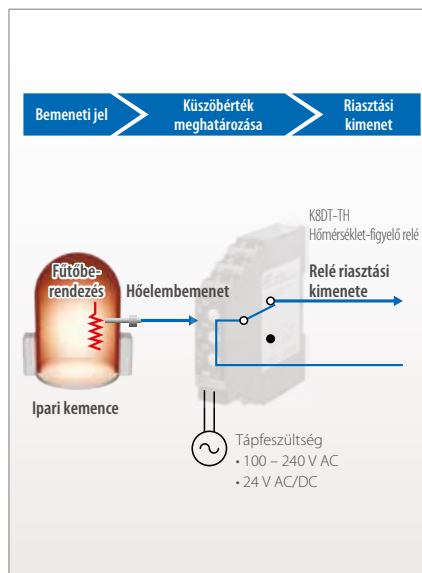 Bemeneti jel
Küszöbérték
meghatározása
Riasztási
kimenet
K8DT-TH
Hőmérséklet-figyelő relé
Fűtőbe-
rendezés
Hőelembemenet
Relé riasztási
kimenete
Ipari kemence
Tápfeszültség
• 100 – 240 V AC
• 24 V AC/DC